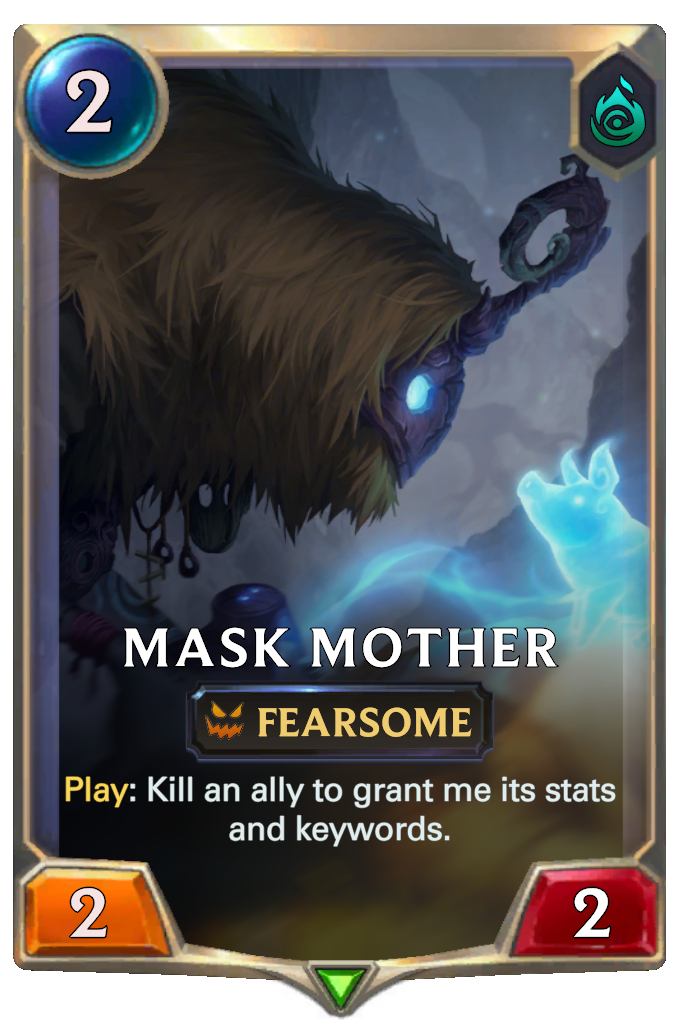 2
MASK MOTHER
FEARSOME
Play: Kill an ally to grant me its stats
and keywords.
2
2